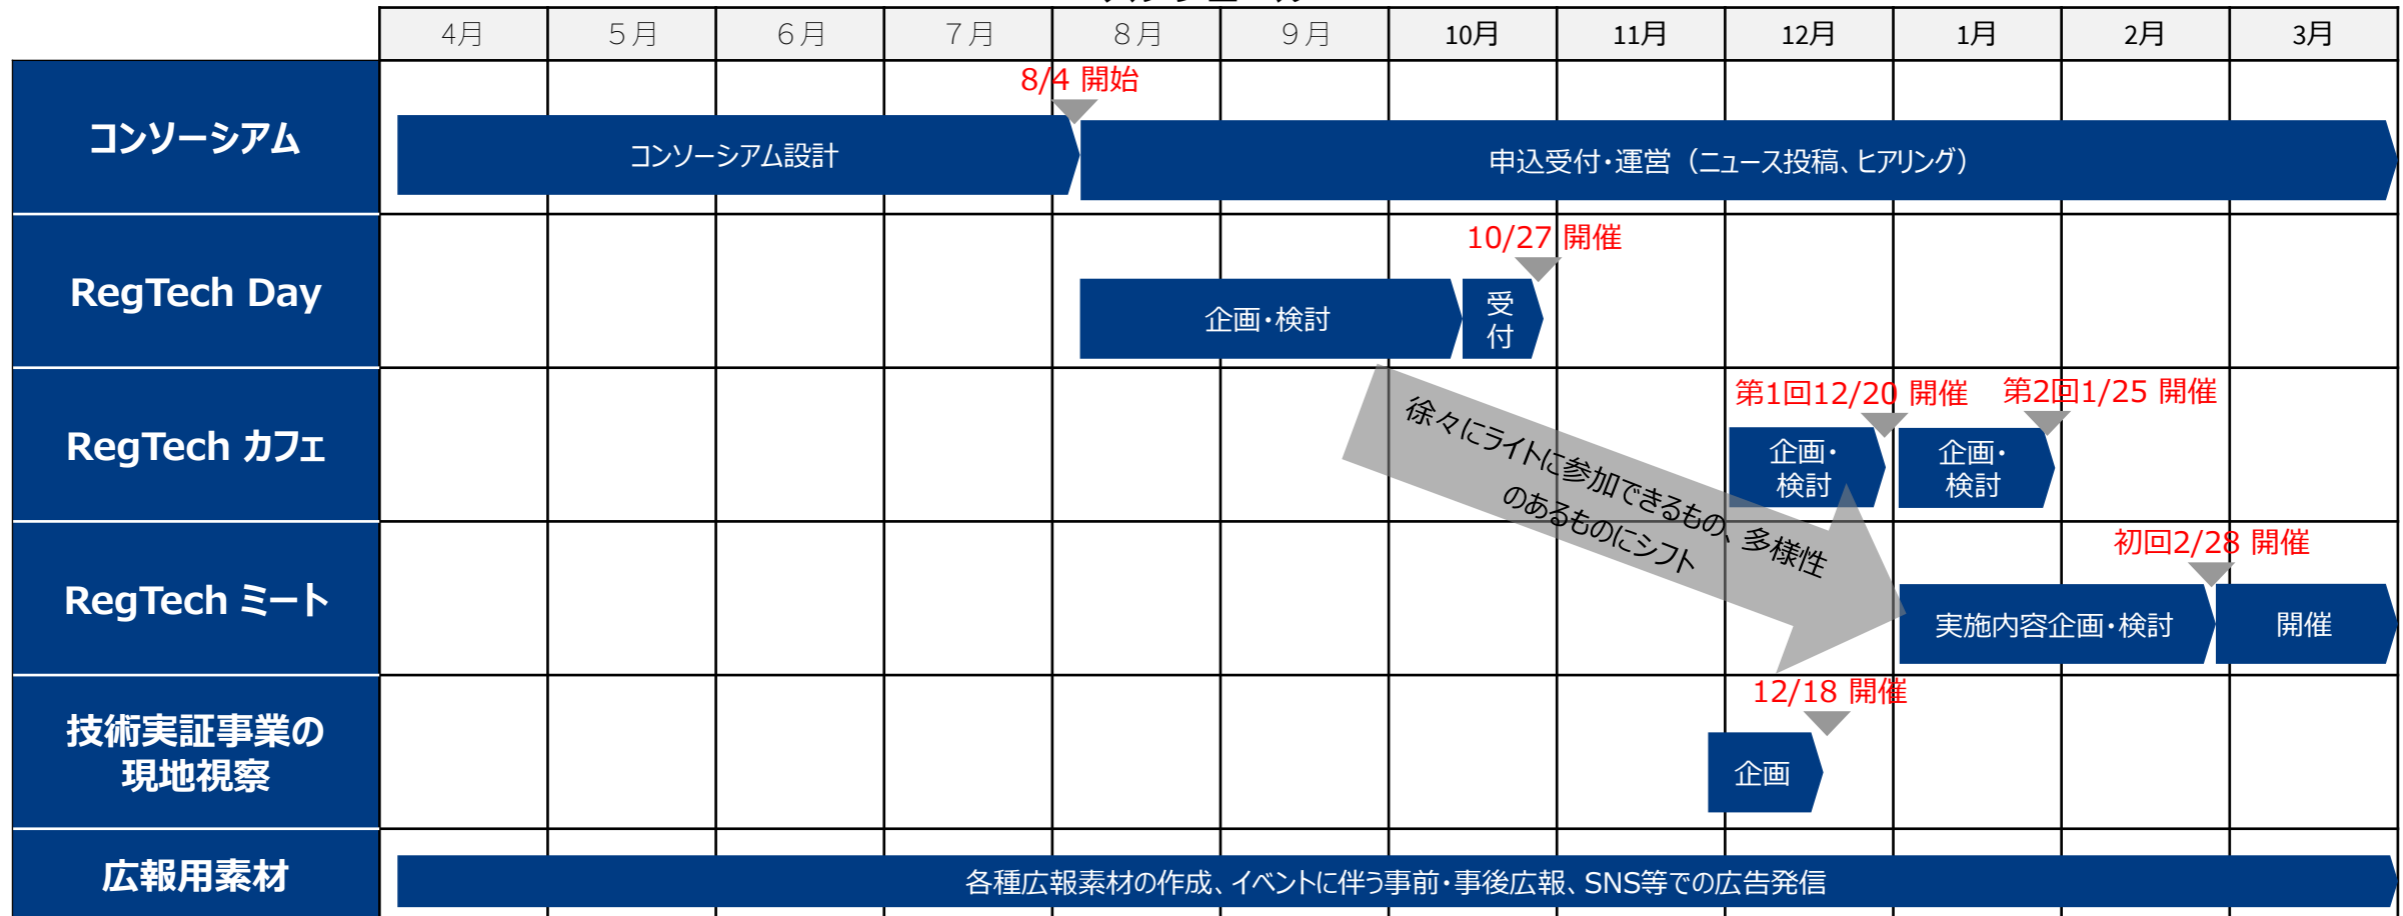 4月 5月 6月 7月 8月 9月 10月 11月 12月 1月 2月 3月
コンソーシアム
8/4 開始
コンソーシアム設計
申込受付・運営（ニュース投稿、ヒアリング）
RegTech Day
10/27 開催
企画・検討
受
付
RegTech カフェ
第1回12/20 開催
第2回1/25 開催
企画・
検討
企画・
検討
徐々にライトに参加できるもの、多様性
のあるものにシフト
RegTech ミート
初回2/28 開催
実施内容企画・検討
開催
技術実証事業の
現地視察
12/18 開催
企画
広報用素材
各種広報素材の作成、イベントに伴う事前・事後広報、SNS等での広告発信